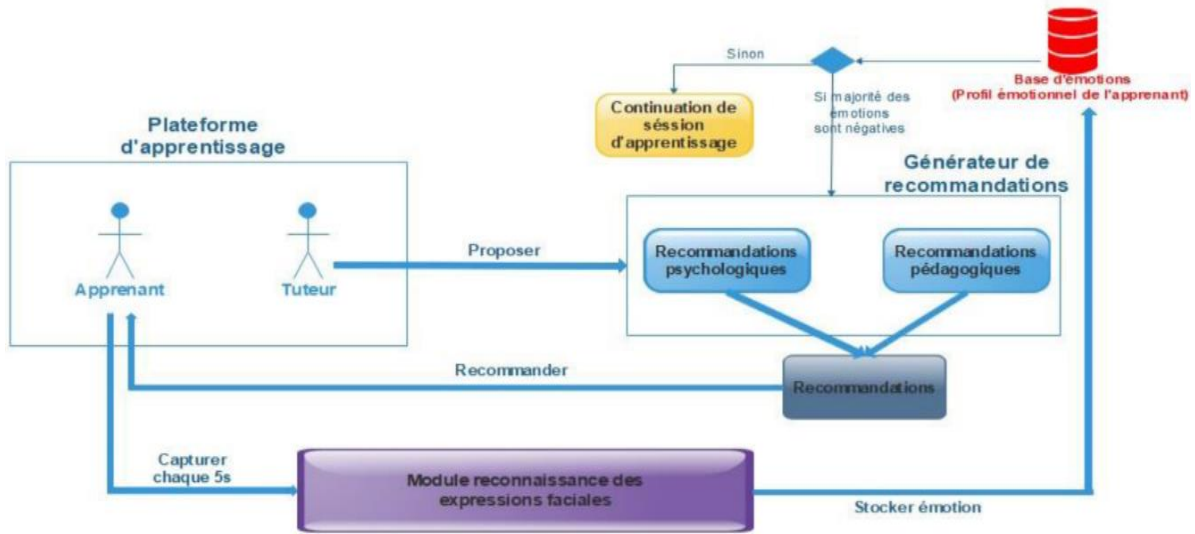 Sinon
Base d'émotions
(Profil émotionnel de l'apprenant)
Si majorité des
émotions
sont négatives
Continuation de
séssion
d'apprentissage
Plateforme
d'apprentissage
Générateur de
recommandations
Apprenant
Tuteur
Proposer
Recommandations
psychologiques
Recommandations
pédagogiques
Recommander
Recommandations
Capturer
chaque 5s
Module reconnaissance des
expressions faciales
Stocker émotion